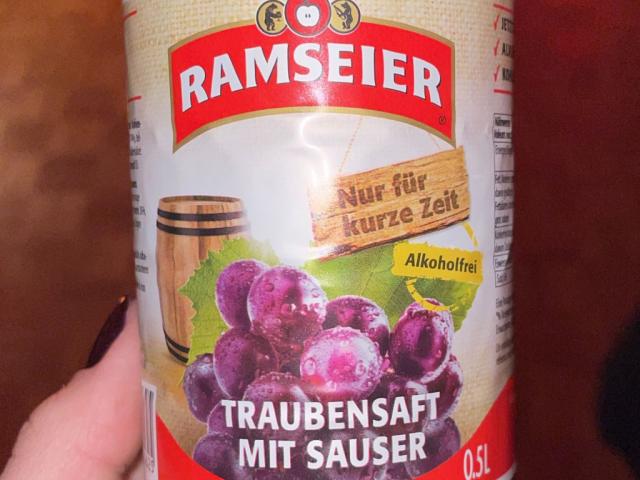 RAMSEIER
®
Nur für
kurze Zeit
Alkoholfrei
TRAUBENSAFT
MIT SAUSER
0.5L